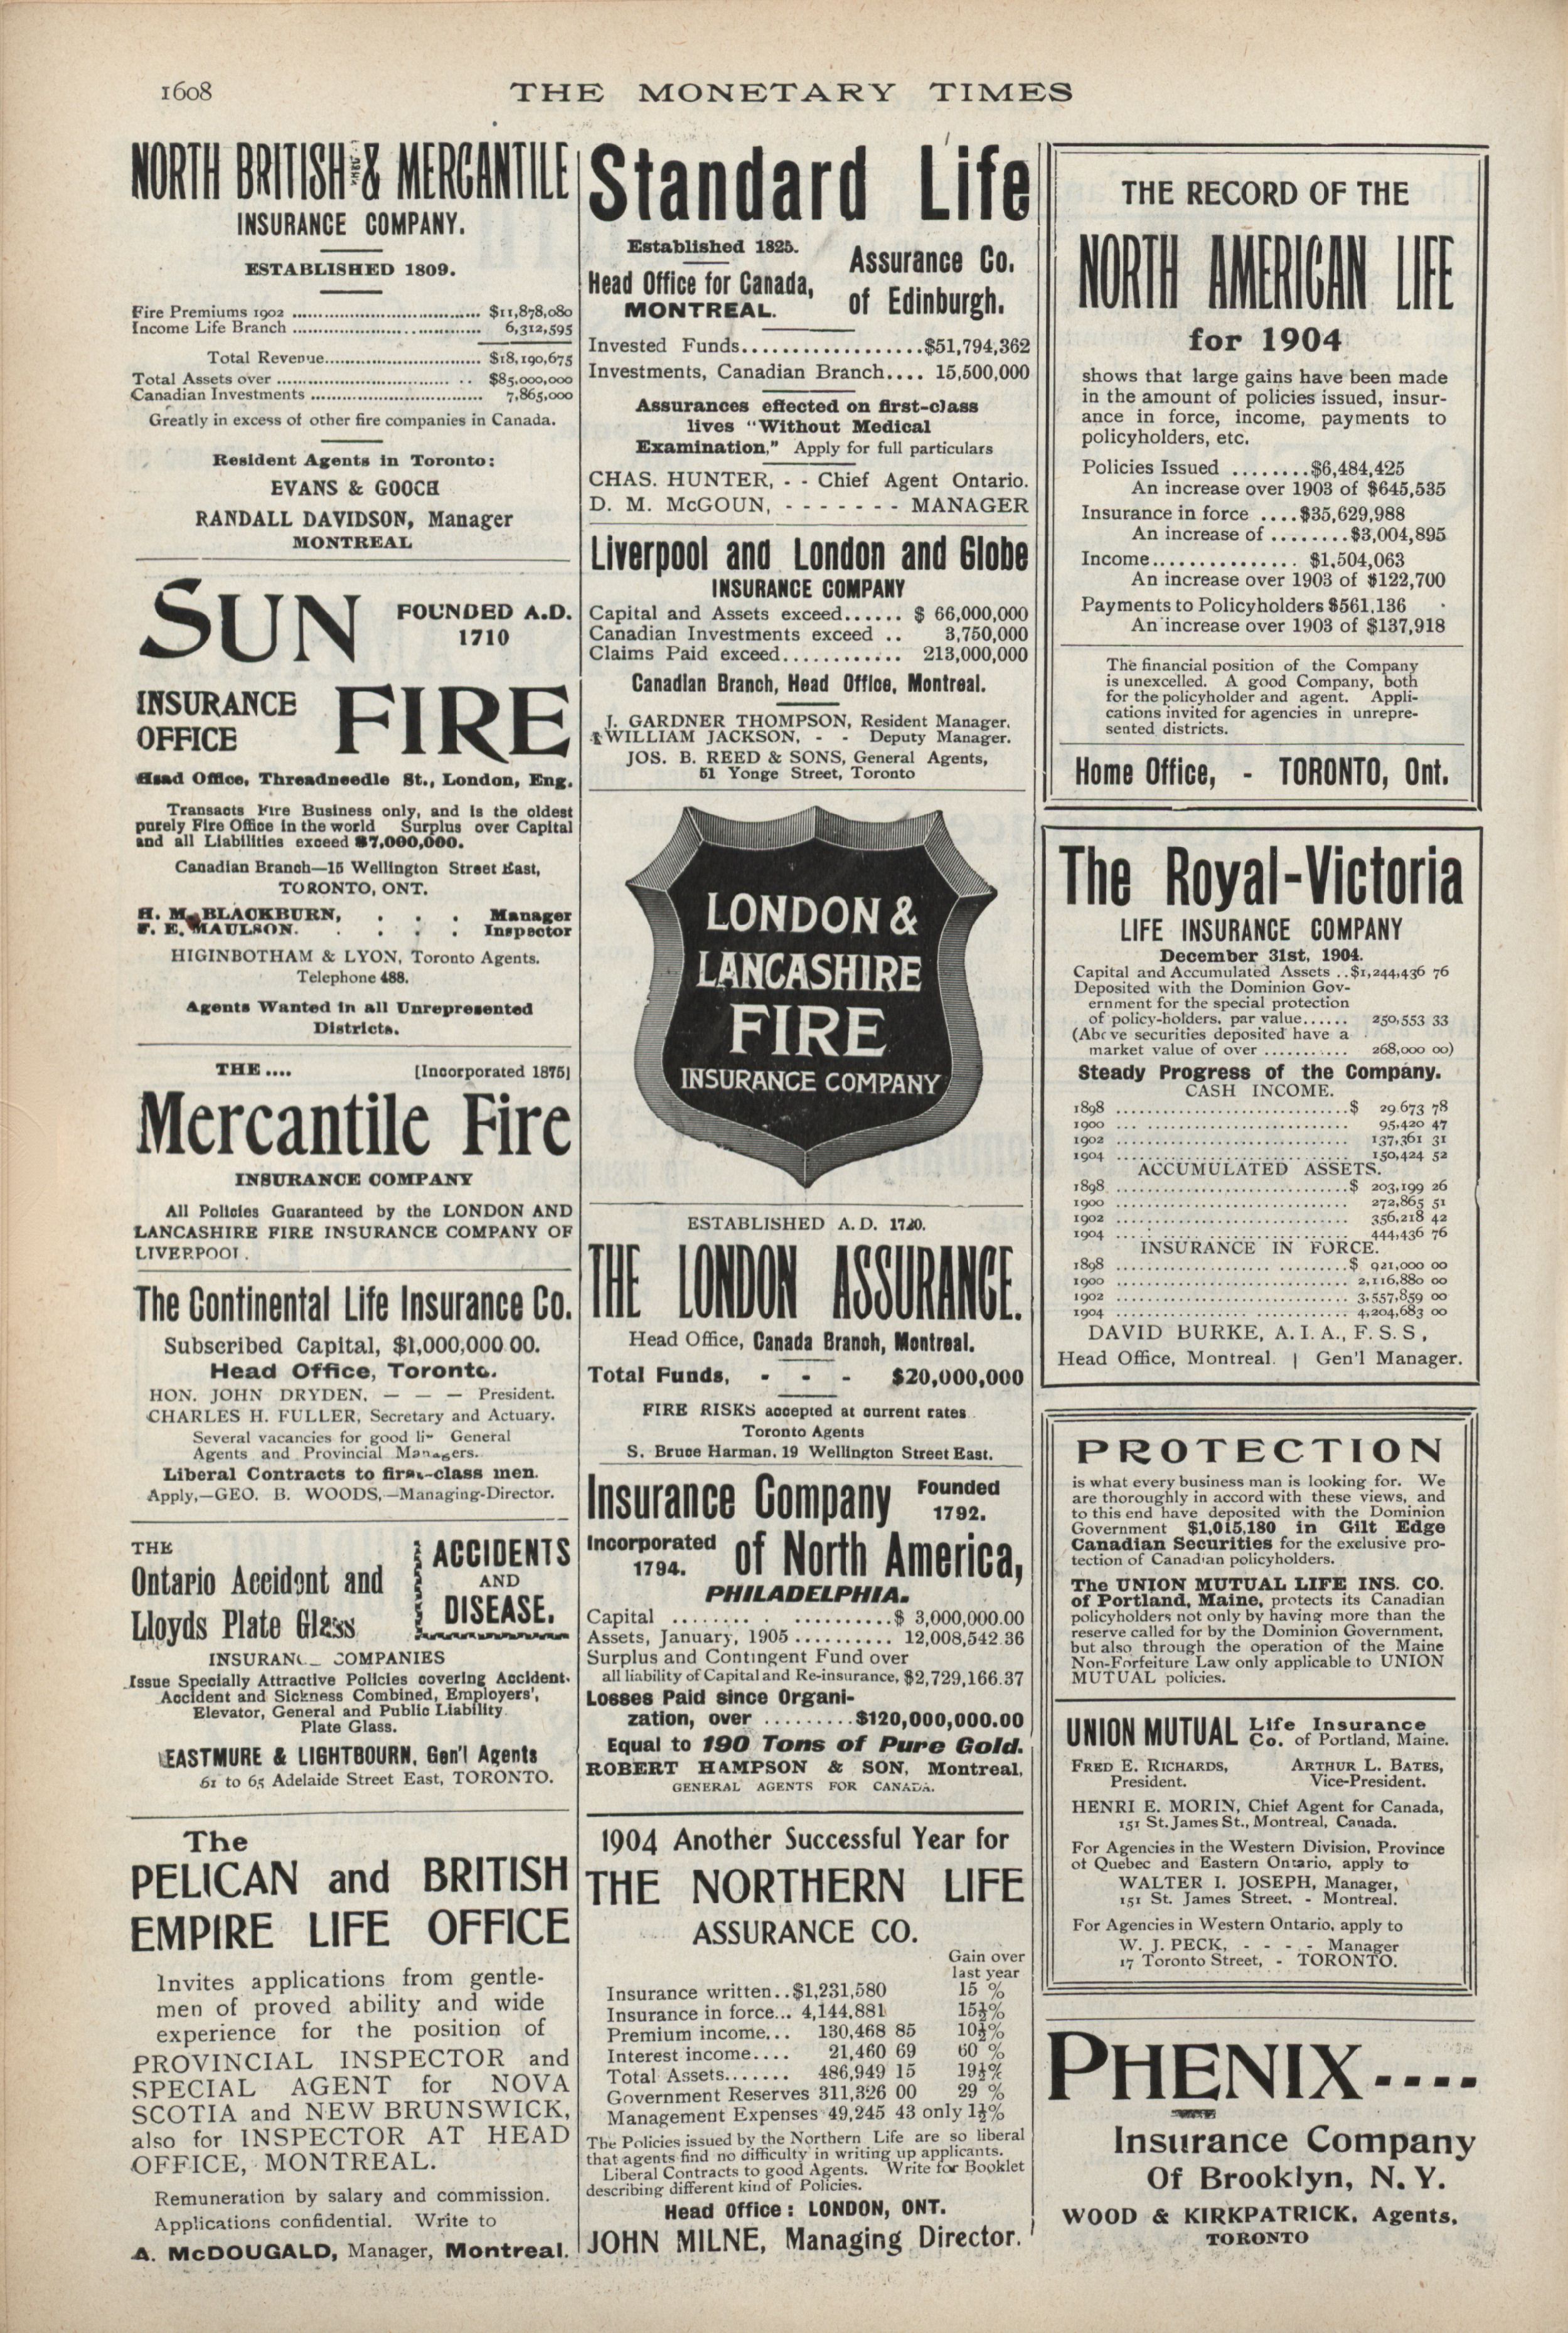 1608
THE MONETARY TIMES
NORTH BRITISH & MERCANTILE
INSURANCE COMPANY.
ESTABLISHED 1809.
Fire Premiums 1902 .................................. $11,878,080
Income Life Branch .................................. 6,312,595
Total Revenue............................. $18,190,675
Total Assets over .................................. $85,000,000
Canadian Investments ................................ 7,865,000
Greatly in excess of other fire companies in Canada.
Resident Agents in Toronto:
EVANS & GOOCH
RANDALL DAVIDSON, Manager
MONTREAL
SUN
FOUNDED A.D.
1710
INSURANCE
OFFICE
FIRE
Head Office, Threadneedle St., London, Eng.
Transacts Fire Business only, and is the oldest
purely Fire Office in the world Surplus over Capital
and all Liabilities exceed $7,000,000.
Canadian Branch—15 Wellington Street East,
TORONTO, ONT.
H. M. BLACKBURN, . . . Manager
F. E. MAULSON. . . . . Inspector
HIGINBOTHAM & LYON, Toronto Agents.
Telephone 488.
Agents Wanted in all Unrepresented
Districts.
THE .... [Incorporated 1875]
Mercantile Fire
INSURANCE COMPANY
All Policies Guaranteed by the LONDON AND
LANCASHIRE FIRE INSURANCE COMPANY OF
LIVERPOOL.
The Continental Life Insurance Co.
Subscribed Capital, $1,000,000.00.
Head Office, Toronto.
HON. JOHN DRYDEN, — — — President.
CHARLES H. FULLER, Secretary and Actuary.
Several vacancies for good General
Agents and Provincial Managers.
Liberal Contracts to first-class men.
Apply,—GEO. B. WOODS,—Managing-Director.
THE
Ontario Accident and
Lloyds Plate Glass
ACCIDENTS
AND
DISEASE.
INSURANCE COMPANIES
Issue Specially Attractive Policies covering Accident.
Accident and Sickness Combined, Employers',
Elevator, General and Public Liability
Plate Glass.
EASTMURE & LIGHTBOURN, Gen'l Agents
61 to 65 Adelaide Street East, TORONTO.
The
PELICAN and BRITISH
EMPIRE LIFE OFFICE
Invites applications from gentle-
men of proved ability and wide
experience for the position of
PROVINCIAL INSPECTOR and
SPECIAL AGENT for NOVA
SCOTIA and NEW BRUNSWICK,
also for INSPECTOR AT HEAD
OFFICE, MONTREAL.
Remuneration by salary and commission.
Applications confidential. Write to
A. McDOUGALD, Manager, Montreal.
Standard Life
Established 1825.
Head Office for Canada,
MONTREAL.
Assurance Co.
of Edinburgh.
Invested Funds....................$51,794,362
Investments, Canadian Branch.... 15,500,000
Assurances effected on first-class
lives "Without Medical
Examination." Apply for full particulars
CHAS. HUNTER, - - Chief Agent Ontario.
D. M. McGOUN, - - - - - - - MANAGER
Liverpool and London and Globe
INSURANCE COMPANY
Capital and Assets exceed...... $ 66,000,000
Canadian Investments exceed .. 3,750,000
Claims Paid exceed............ 213,000,000
Canadian Branch, Head Office, Montreal.
J. GARDNER THOMPSON, Resident Manager.
WILLIAM JACKSON, - - Deputy Manager.
JOS. B. REED & SONS, General Agents,
51 Yonge Street, Toronto
LONDON &
LANCASHIRE
FIRE
INSURANCE COMPANY
ESTABLISHED A.D. 1720.
THE LONDON ASSURANCE.
Head Office, Canada Branch, Montreal.
Total Funds, - - - $20,000,000
FIRE RISKS accepted at current rates
Toronto Agents
S. Bruce Harman, 19 Wellington Street East.
Insurance Company
Founded
1792.
Incorporated
1794.
of North America,
PHILADELPHIA.
Capital ........ . ..........$ 3,000,000.00
Assets, January, 1905 .......... 12,008,542.36
Surplus and Contingent Fund over
all liability of Capital and Re-insurance, $2,729,166.37
Losses Paid since Organi-
zation, over .........$120,000,000.00
Equal to 190 Tons of Pure Gold.
ROBERT HAMPSON & SON, Montreal,
GENERAL AGENTS FOR CANADA.
1904 Another Successful Year for
THE NORTHERN LIFE
ASSURANCE CO.
Gain over
last year
Insurance written..$1,231,580 15 %
Insurance in force... 4,144,881 15½%
Premium income... 130,468 85 10½%
Interest income.... 21,460 69 60 %
Total Assets....... 486,949 15 19½%
Government Reserves 311,326 00 29 %
Management Expenses 49,245 43 only 1½%
The Policies issued by the Northern Life are so liberal
that agents find no difficulty in writing up applicants.
Liberal Contracts to good Agents. Write for Booklet
describing different kind of Policies.
Head Office: LONDON, ONT.
JOHN MILNE, Managing Director.
THE RECORD OF THE
NORTH AMERICAN LIFE
for 1904
shows that large gains have been made
in the amount of policies issued, insur-
ance in force, income, payments to
policyholders, etc.
Policies Issued ........$6,484,425
An increase over 1903 of $645,535
Insurance in force ....$35,629,988
An increase of ........$3,004,895
Income............... $1,504,063
An increase over 1903 of $122,700
Payments to Policyholders $561,136
An increase over 1903 of $137,918
The financial position of the Company
is unexcelled. A good Company, both
for the policyholder and agent. Appli-
cations invited for agencies in unrepre-
sented districts.
Home Office, - TORONTO, Ont.
The Royal-Victoria
LIFE INSURANCE COMPANY
December 31st, 1904.
Capital and Accumulated Assets ..$1,244,436 76
Deposited with the Dominion Gov-
ernment for the special protection
of policy-holders, par value...... 250,553 33
(Above securities deposited have a
market value of over ........... 268,000 00)
Steady Progress of the Company.
CASH INCOME.
1898 ..............................$ 29,673 78
1900 .............................. 95,420 47
1902 .............................. 137,361 31
1904 .............................. 150,424 52
ACCUMULATED ASSETS.
1898 ..............................$ 203,199 26
1900 .............................. 272,865 51
1902 .............................. 356,218 42
1904 .............................. 444,436 76
INSURANCE IN FORCE.
1898 ..............................$ 921,000 00
1900 .............................. 2,116,880 00
1902 .............................. 3,557,859 00
1904 .............................. 4,204,683 00
DAVID BURKE, A.I.A., F.S.S,
Head Office, Montreal. | Gen'l Manager.
PROTECTION
is what every business man is looking for. We
are thoroughly in accord with these views, and
to this end have deposited with the Dominion
Government $1,015,180 in Gilt Edge
Canadian Securities for the exclusive pro-
tection of Canadian policyholders.
The UNION MUTUAL LIFE INS. CO.
of Portland, Maine, protects its Canadian
policyholders not only by having more than the
reserve called for by the Dominion Government,
but also through the operation of the Maine
Non-Forfeiture Law only applicable to UNION
MUTUAL policies.
UNION MUTUAL Life Insurance
Co. of Portland, Maine.
FRED E. RICHARDS, ARTHUR L. BATES,
President. Vice-President.
HENRI E. MORIN, Chief Agent for Canada,
151 St. James St., Montreal, Canada.
For Agencies in the Western Division, Province
of Quebec and Eastern Ontario, apply to
WALTER I. JOSEPH, Manager,
151 St. James Street, - Montreal.
For Agencies in Western Ontario, apply to
W. J. PECK, - - - - Manager
17 Toronto Street, - TORONTO.
PHENIX----
Insurance Company
Of Brooklyn, N. Y.
WOOD & KIRKPATRICK, Agents,
TORONTO